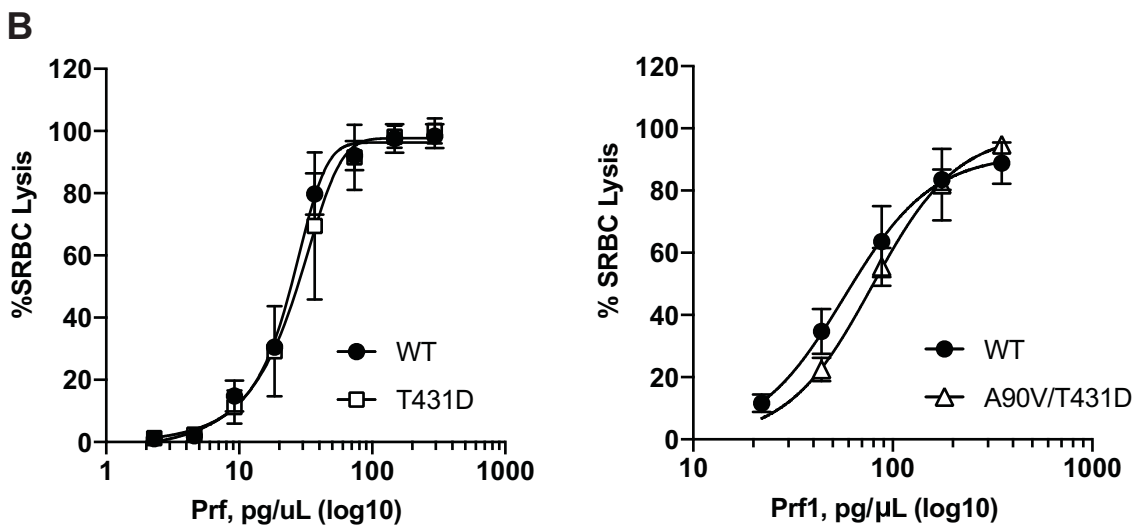 B
120
100
80
60
40
20
0
%SRBC Lysis
WT
T431D
1
10
100
1000
Prf, pg/uL (log10)
120
100
80
60
40
20
0
% SRBC Lysis
WT
A90V/T431D
10
100
1000
Prf1, pg/µL (log10)